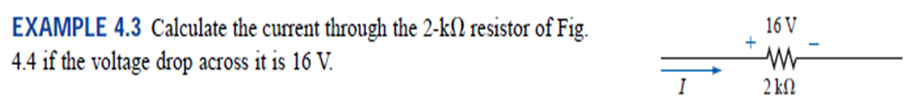 EXAMPLE 4.3 Calculate the current through the 2-kΩ resistor of Fig.
4.4 if the voltage drop across it is 16 V.
16 V
+ –
I
2 kΩ